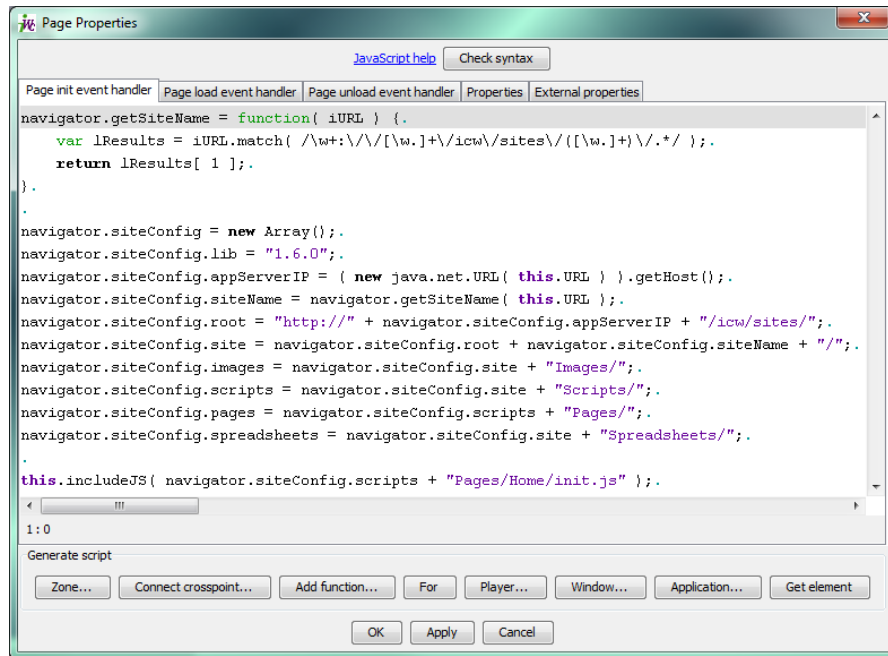 Page Properties
JavaScript help Check syntax
Page init event handler Page load event handler Page unload event handler Properties External properties
navigator.getSiteName = function( iURL ) {.
    var lResults = iURL.match( /\w+:\/\/[\w.]+\/icw\/sites\/([\w.]+)\/.*/ );.
    return lResults[ 1 ];.
}.
.
navigator.siteConfig = new Array();.
navigator.siteConfig.lib = "1.6.0";.
navigator.siteConfig.appServerIP = ( new java.net.URL( this.URL ) ).getHost();.
navigator.siteConfig.siteName = navigator.getSiteName( this.URL );.
navigator.siteConfig.root = "http://" + navigator.siteConfig.appServerIP + "/icw/sites/";.
navigator.siteConfig.site = navigator.siteConfig.root + navigator.siteConfig.siteName + "/";.
navigator.siteConfig.images = navigator.siteConfig.site + "Images/";.
navigator.siteConfig.scripts = navigator.siteConfig.site + "Scripts/";.
navigator.siteConfig.pages = navigator.siteConfig.scripts + "Pages/";.
navigator.siteConfig.spreadsheets = navigator.siteConfig.site + "Spreadsheets/";.
.
this.includeJS( navigator.siteConfig.scripts + "Pages/Home/init.js" );.
1:0
Generate script
Zone... Connect crosspoint... Add function... For Player... Window... Application... Get element
OK Apply Cancel